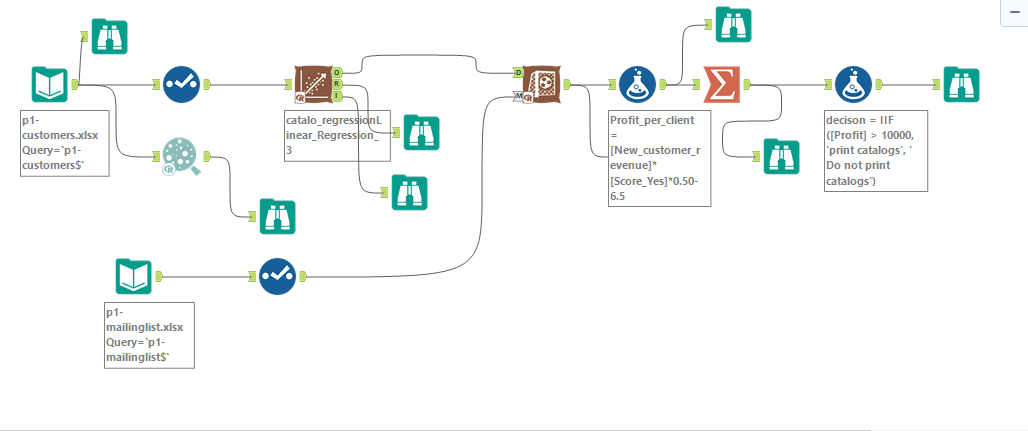 p1-
customers.xlsx
Query=`p1-
customers$`
catalo_regressionL
inear_Regression_
3
O
R
I
D
M
Profit_per_client
=
[New_customer_r
evenue]*
[Score_Yes]*0.50-
6.5
decison = IIF
([Profit] > 10000,
'print catalogs', '
Do not print
catalogs')
p1-
mailinglist.xlsx
Query=`p1-
mailinglist$`